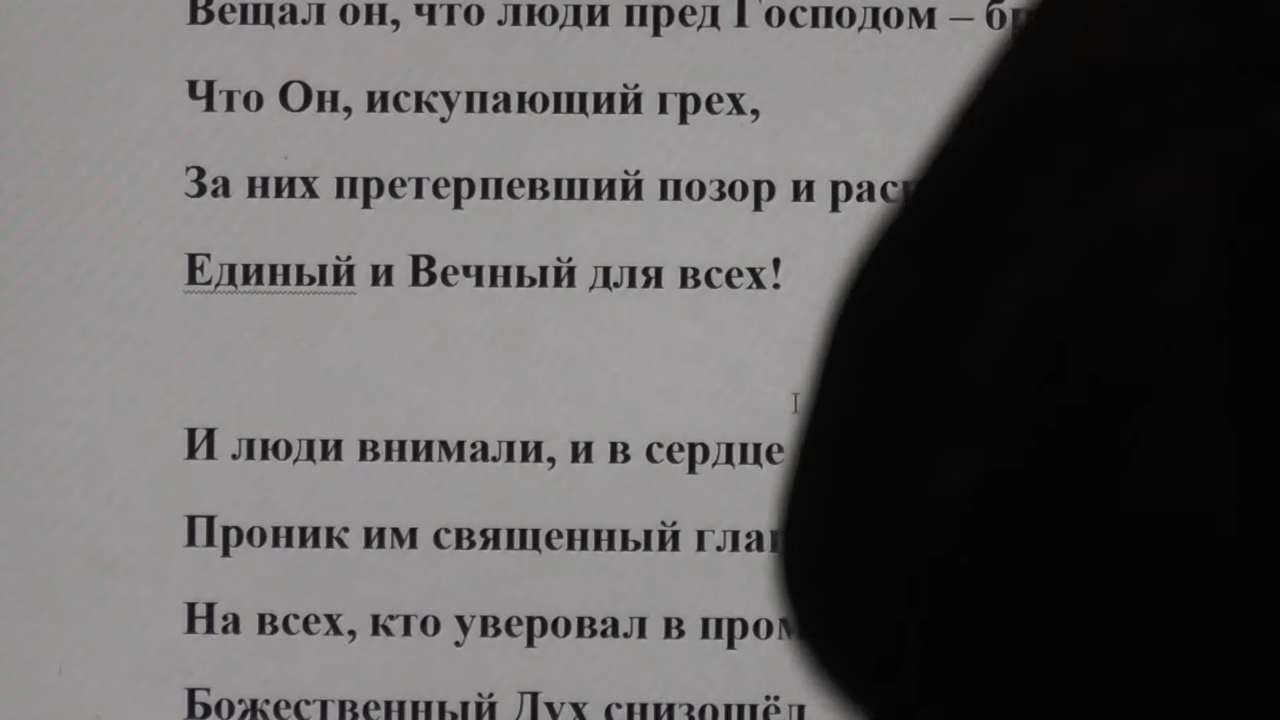 Вещал он, что люди пред Господом –
Что Он, искупающий грех,
За них претерпевший позор и
Единый и Вечный для всех!
И люди внимали, и в сердце
Проник им священный
На всех, кто уверовал в
Божественный Дух снизошёл